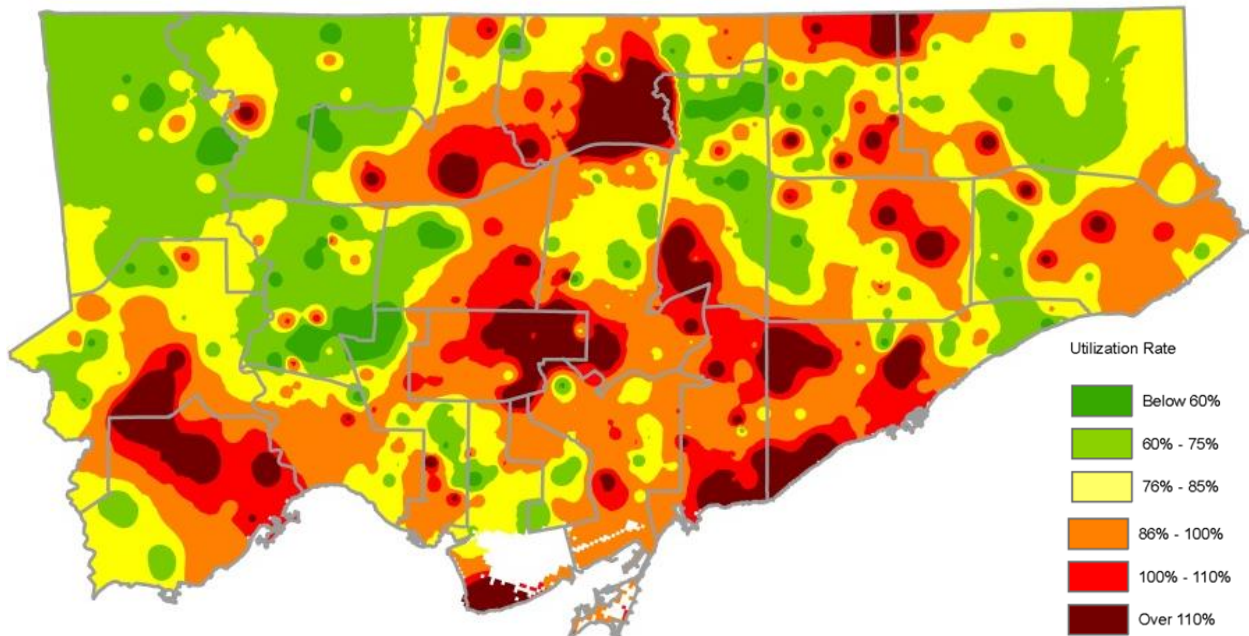 Utilization Rate
Below 60%
60% - 75%
76% - 85%
86% - 100%
100% - 110%
Over 110%